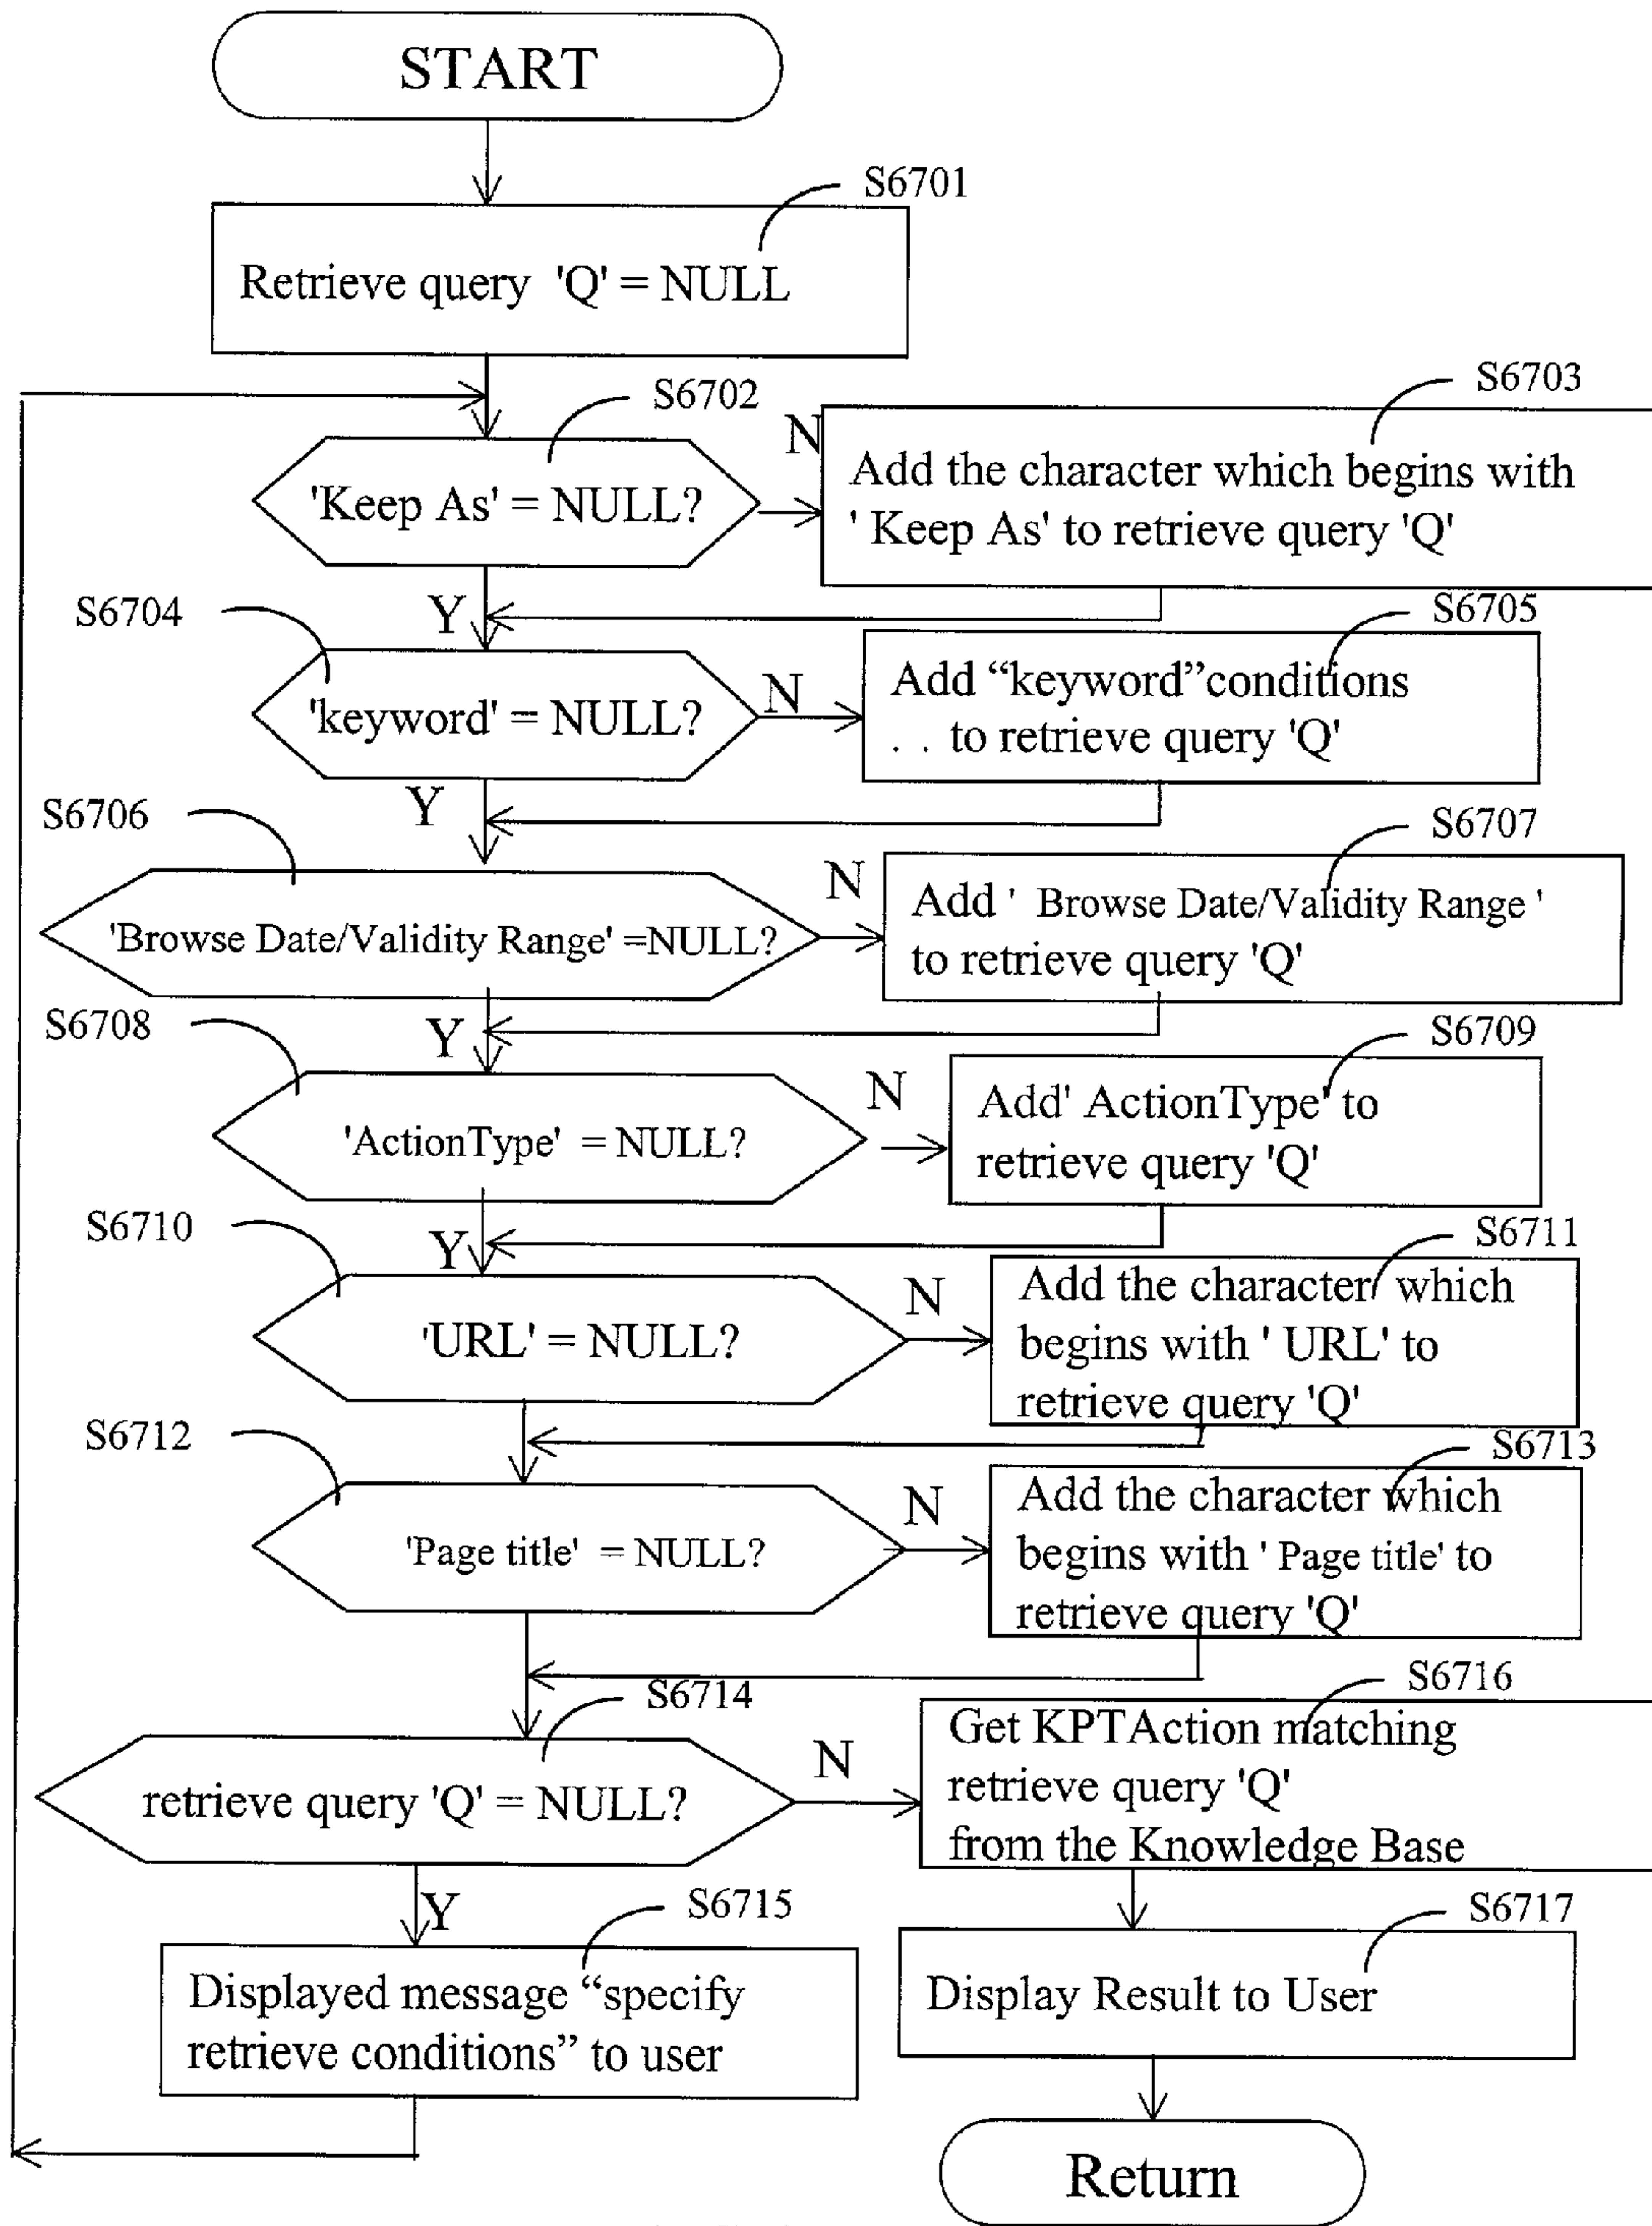 START
S6701
Retrieve query 'Q' = NULL
S6702
S6703
'Keep As' = NULL?
N
Add the character which begins with
' Keep As' to retrieve query 'Q'
Y
S6704
S6705
'keyword' = NULL?
N
Add “keyword”conditions
. . to retrieve query 'Q'
Y
S6706
S6707
'Browse Date/Validity Range' =NULL?
N
Add ' Browse Date/Validity Range '
to retrieve query 'Q'
Y
S6708
S6709
'ActionType' = NULL?
N
Add' ActionType' to
retrieve query 'Q'
Y
S6710
S6711
'URL' = NULL?
N
Add the character which
begins with ' URL' to
retrieve query 'Q'
S6712
S6713
'Page title' = NULL?
N
Add the character which
begins with ' Page title' to
retrieve query 'Q'
S6714
S6716
retrieve query 'Q' = NULL?
N
Get KPTAction matching
retrieve query 'Q'
from the Knowledge Base
Y
S6715
S6717
Displayed message “specify
retrieve conditions” to user
Display Result to User
Return